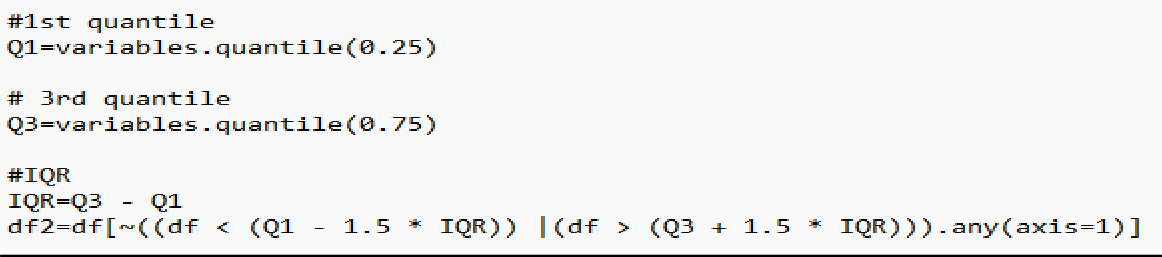 #1st quantile
Q1=variables.quantile(0.25)
# 3rd quantile
Q3=variables.quantile(0.75)
#IQR
IQR=Q3 - Q1
df2=df[~((df < (Q1 - 1.5 * IQR)) |(df > (Q3 + 1.5 * IQR))).any(axis=1)]